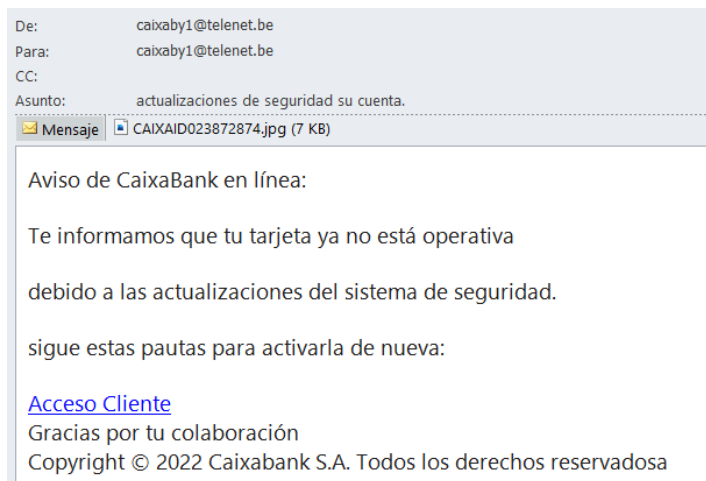 De: caixaby1@telenet.be
Para: caixaby1@telenet.be
CC:
Asunto: actualizaciones de seguridad su cuenta.
Mensaje CAIXAID023872874.jpg (7 KB)
Aviso de CaixaBank en línea:
Te informamos que tu tarjeta ya no está operativa
debido a las actualizaciones del sistema de seguridad.
sigue estas pautas para activarla de nueva:
Acceso Cliente
Gracias por tu colaboración
Copyright © 2022 Caixabank S.A. Todos los derechos reservadosa